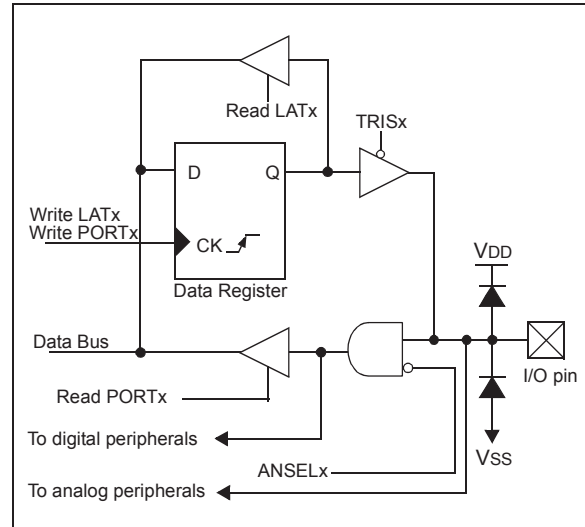 Read LATx
TRISx
D Q
Write LATx
Write PORTx
CK
Data Register
VDD
Data Bus
I/O pin
Read PORTx
To digital peripherals
VSS
ANSELx
To analog peripherals